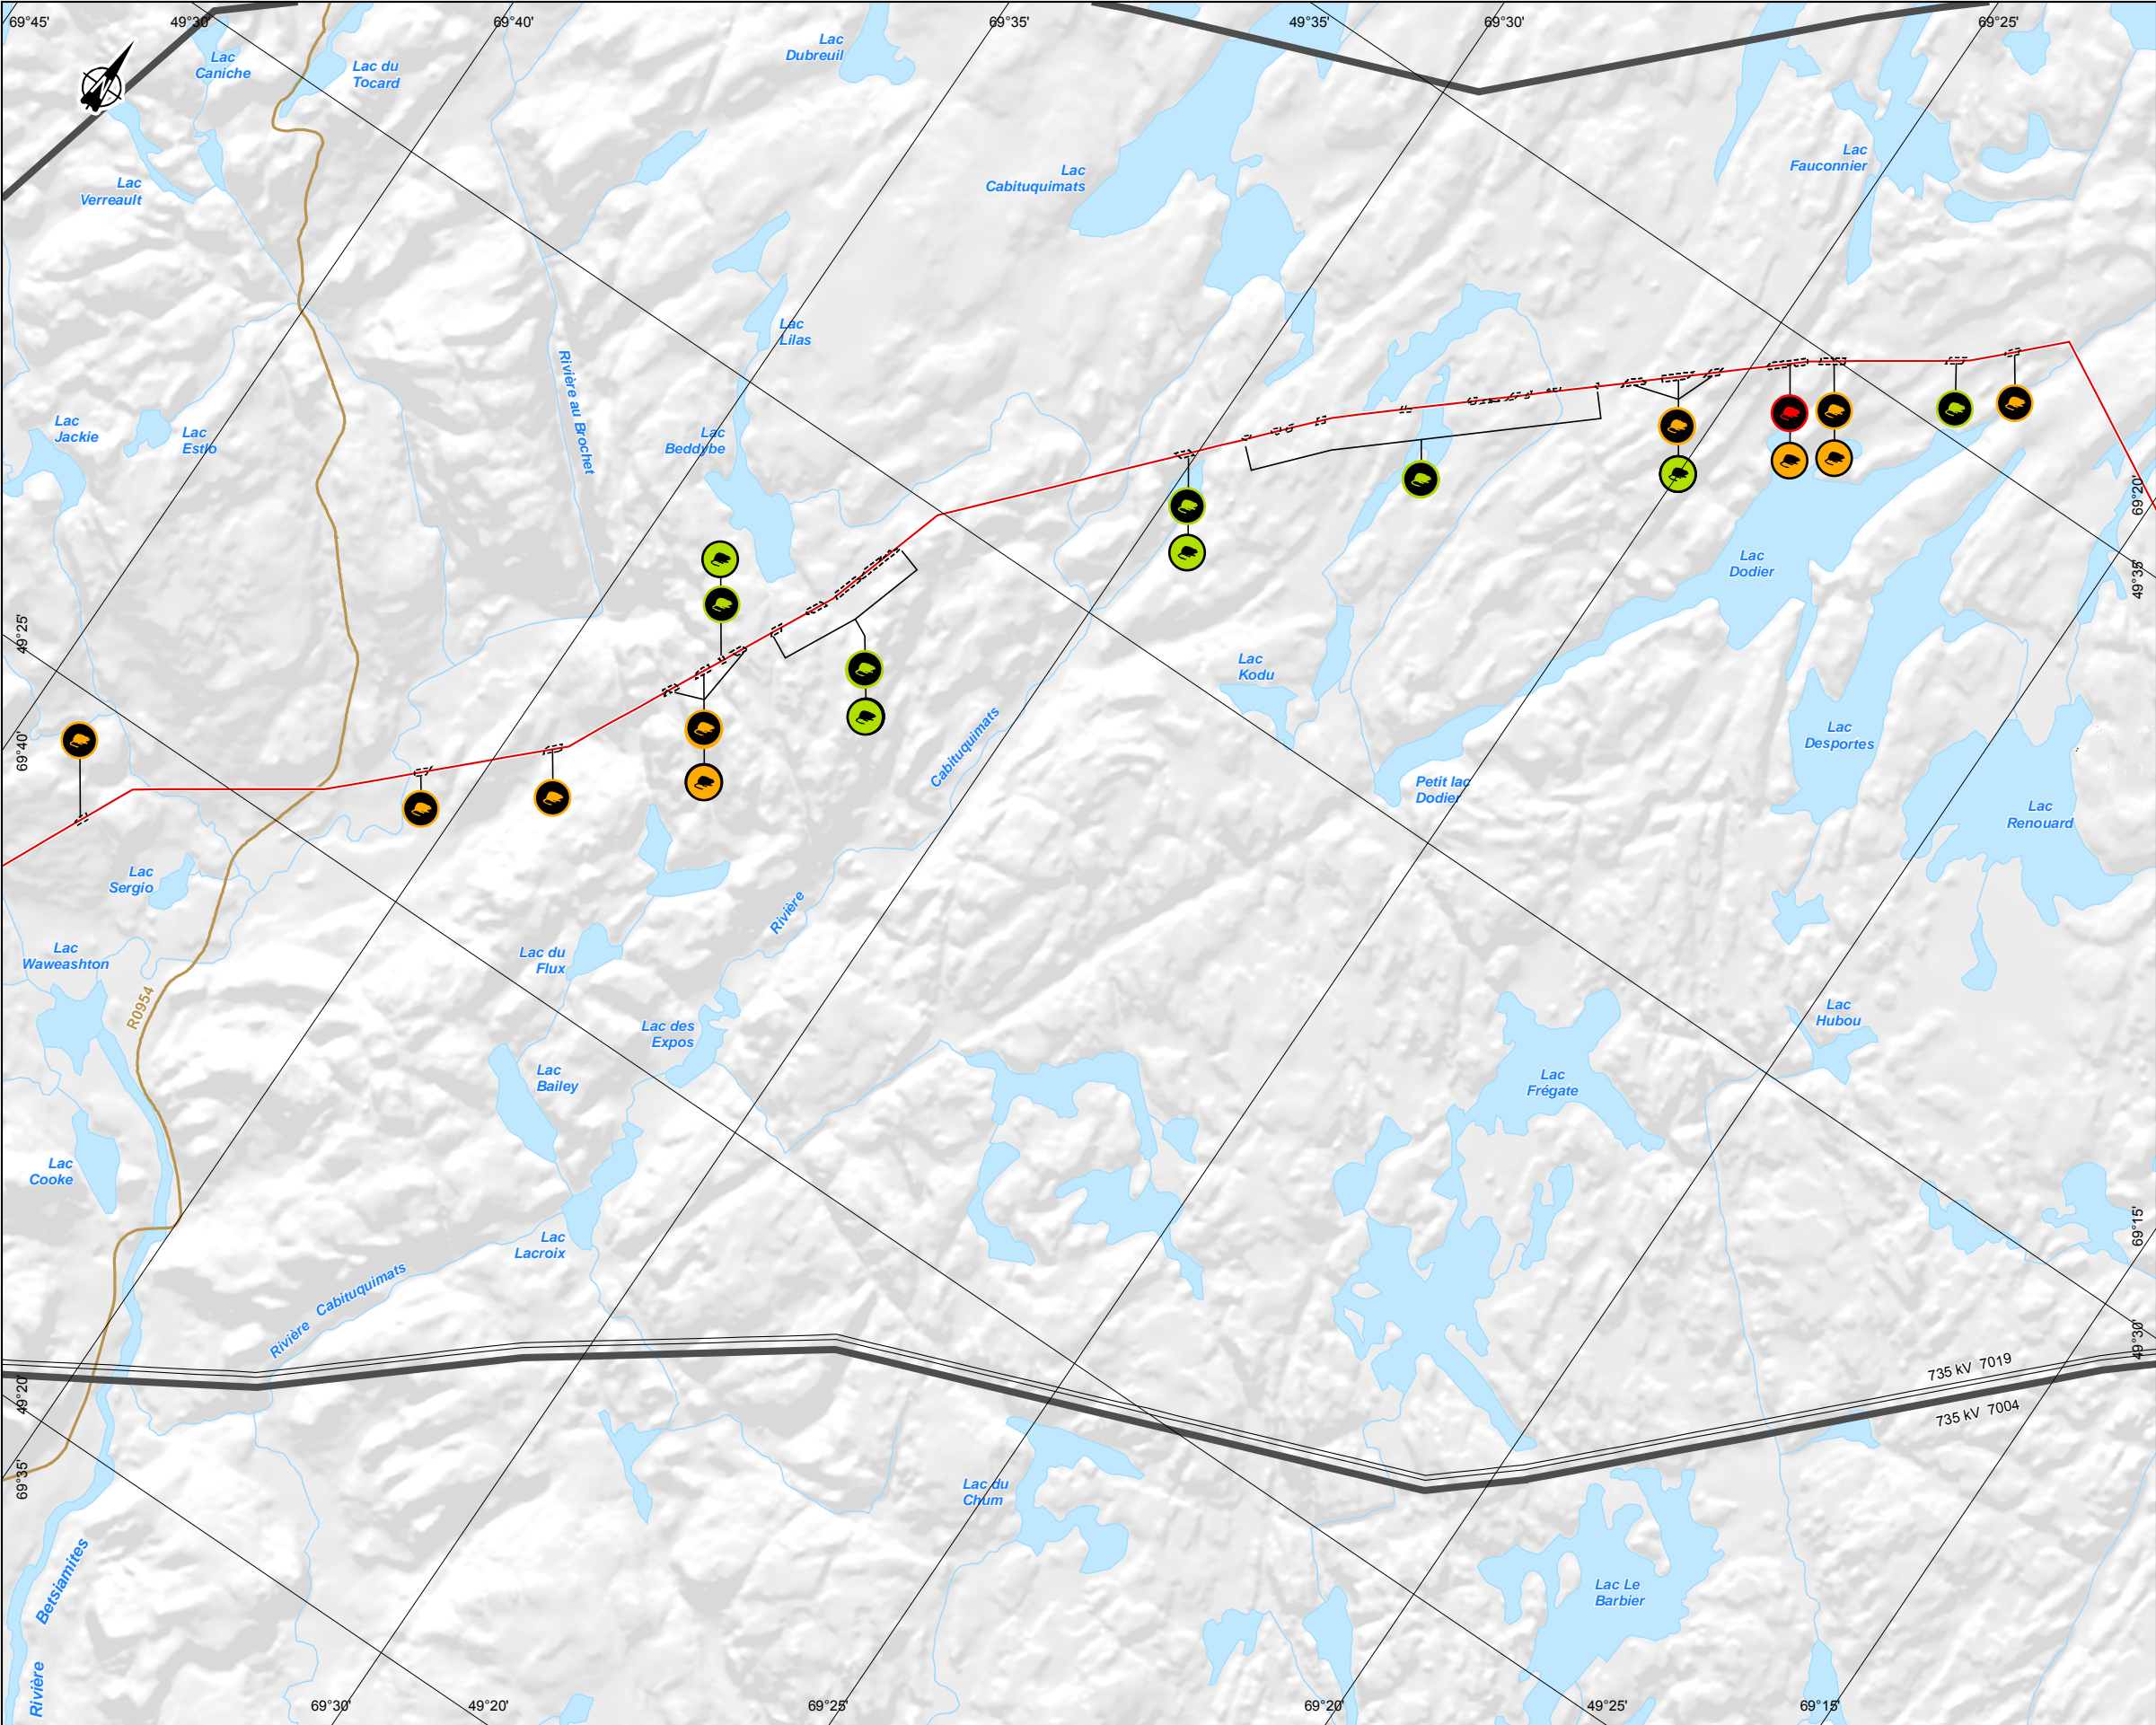 69°45'
49°30'
69°40'
69°35'
49°35'
69°30'
69°25'
Lac
Caniche
Lac du
Tocard
Lac
Dubreuil
Lac
Verreault
Lac
Cabituquimats
Lac
Fauconnier
Lac
Lilas
Rivière au Brochet
Lac
Jackie
Lac
Estlo
Lac
Beddybe
69°20'
49°35'
Lac
Dodier
49°25'
69°40'
Lac
Kodu
Cabituquimats
Rivière
Lac
Desportes
Petit lac
Dodier
Lac
Renouard
Lac
Sergio
Lac
Waweashton
R0954
Lac du
Flux
Lac des
Expos
Lac
Bailey
Lac
Hubou
Lac
Frégate
Lac
Cooke
Lac
Lacroix
Rivière Cabituquimats
69°15'
49°30'
735 kV 7019
735 kV 7004
49°20'
69°35'
Lac du
Chum
Lac Le
Barbier
Betsiamites
Rivière
69°30'
49°20'
69°25'
69°20'
49°25'
69°15'